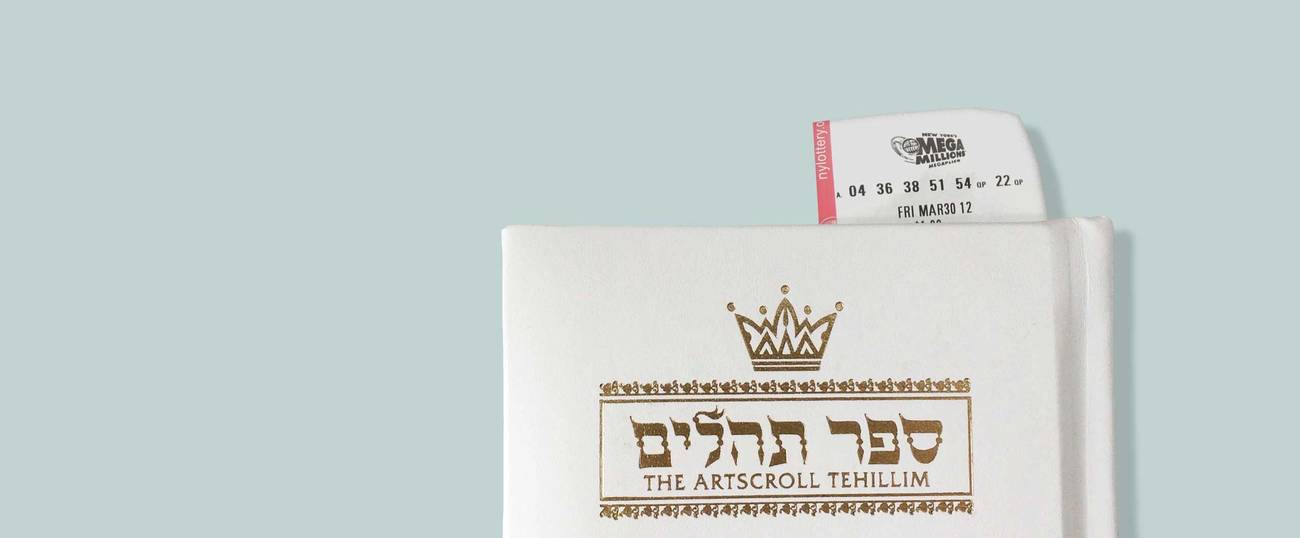 nylottery.c
NEW YORK'S
MEGA
MILLIONS
MEGAPLIER
A. 04 36 38 51 54 QP 22 QP
FRI MAR30 12
ספר תהלים
THE ARTSCROLL TEHILLIM